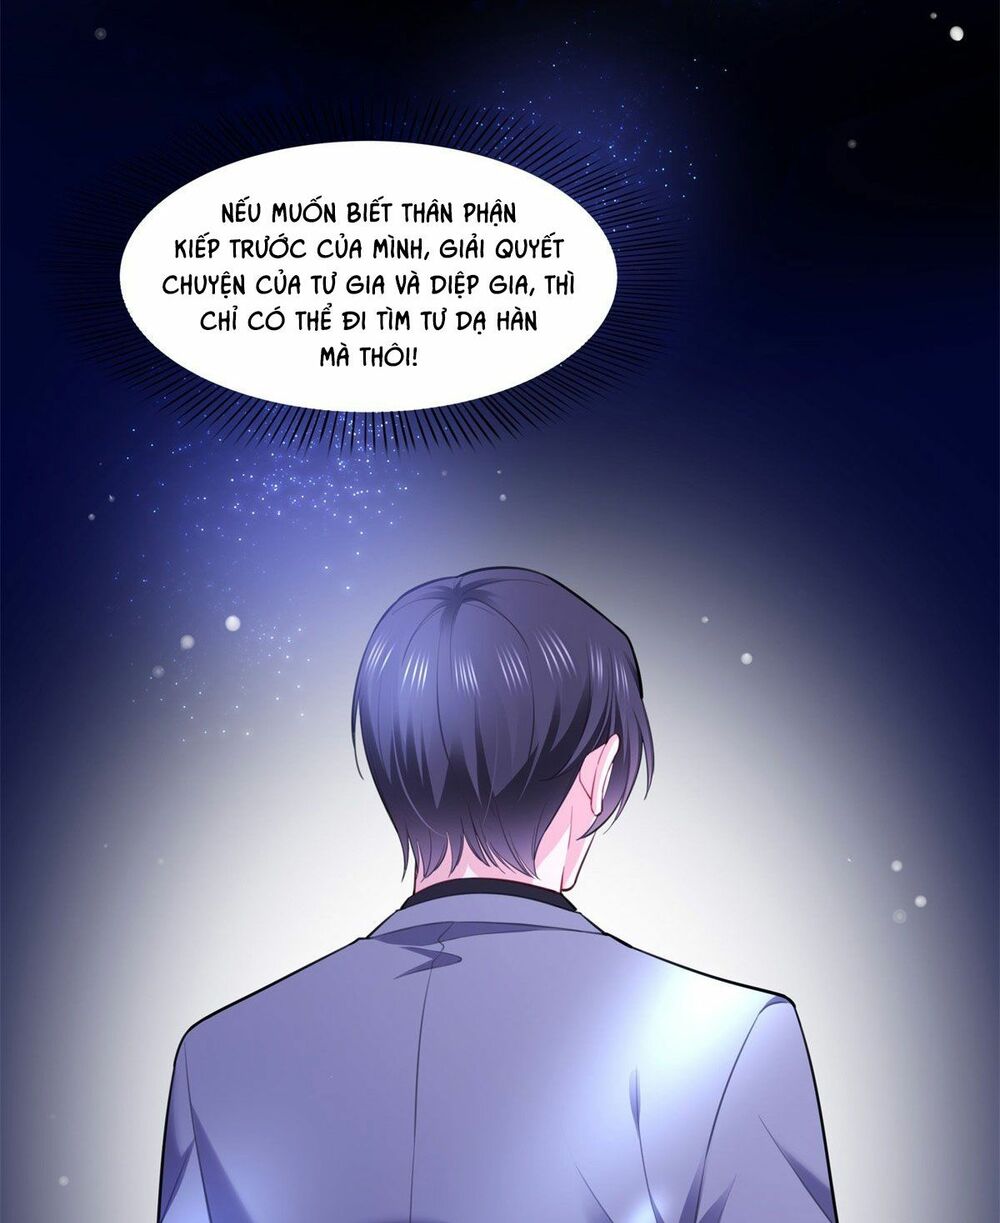 NẾU MUỐN BIẾT THÂN PHẬN
KIẾP TRƯỚC CỦA MÌNH, GIẢI QUYẾT
CHUYỆN CỦA TƯ GIA VÀ DIỆP GIA, THÌ
CHỈ CÓ THỂ ĐI TÌM TƯ DẠ HÀN
MÀ THÔI!